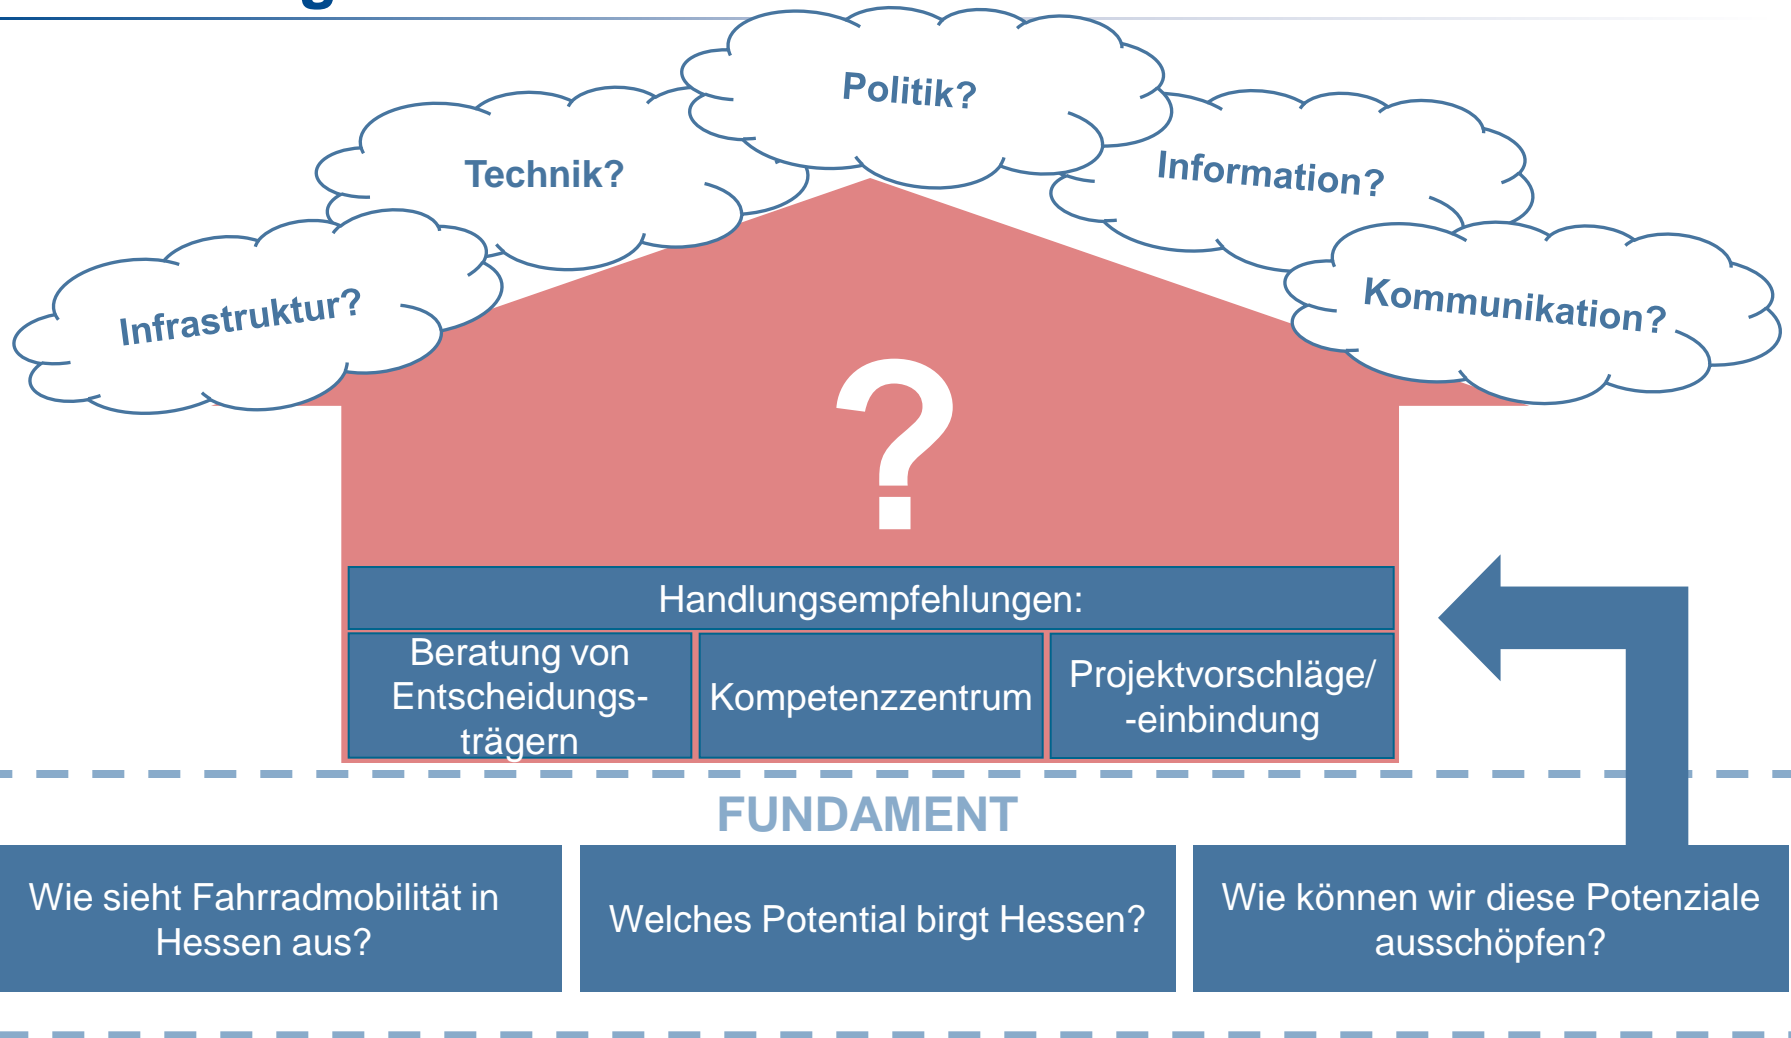 Politik?
Technik?
Information?
Infrastruktur?
Kommunikation?
?
Handlungsempfehlungen:
Beratung von
Entscheidungs-
trägern
Kompetenzzentrum
Projektvorschläge/
-einbindung
FUNDAMENT
Wie sieht Fahrradmobilität in
Hessen aus?
Welches Potential birgt Hessen?
Wie können wir diese Potenziale
ausschöpfen?